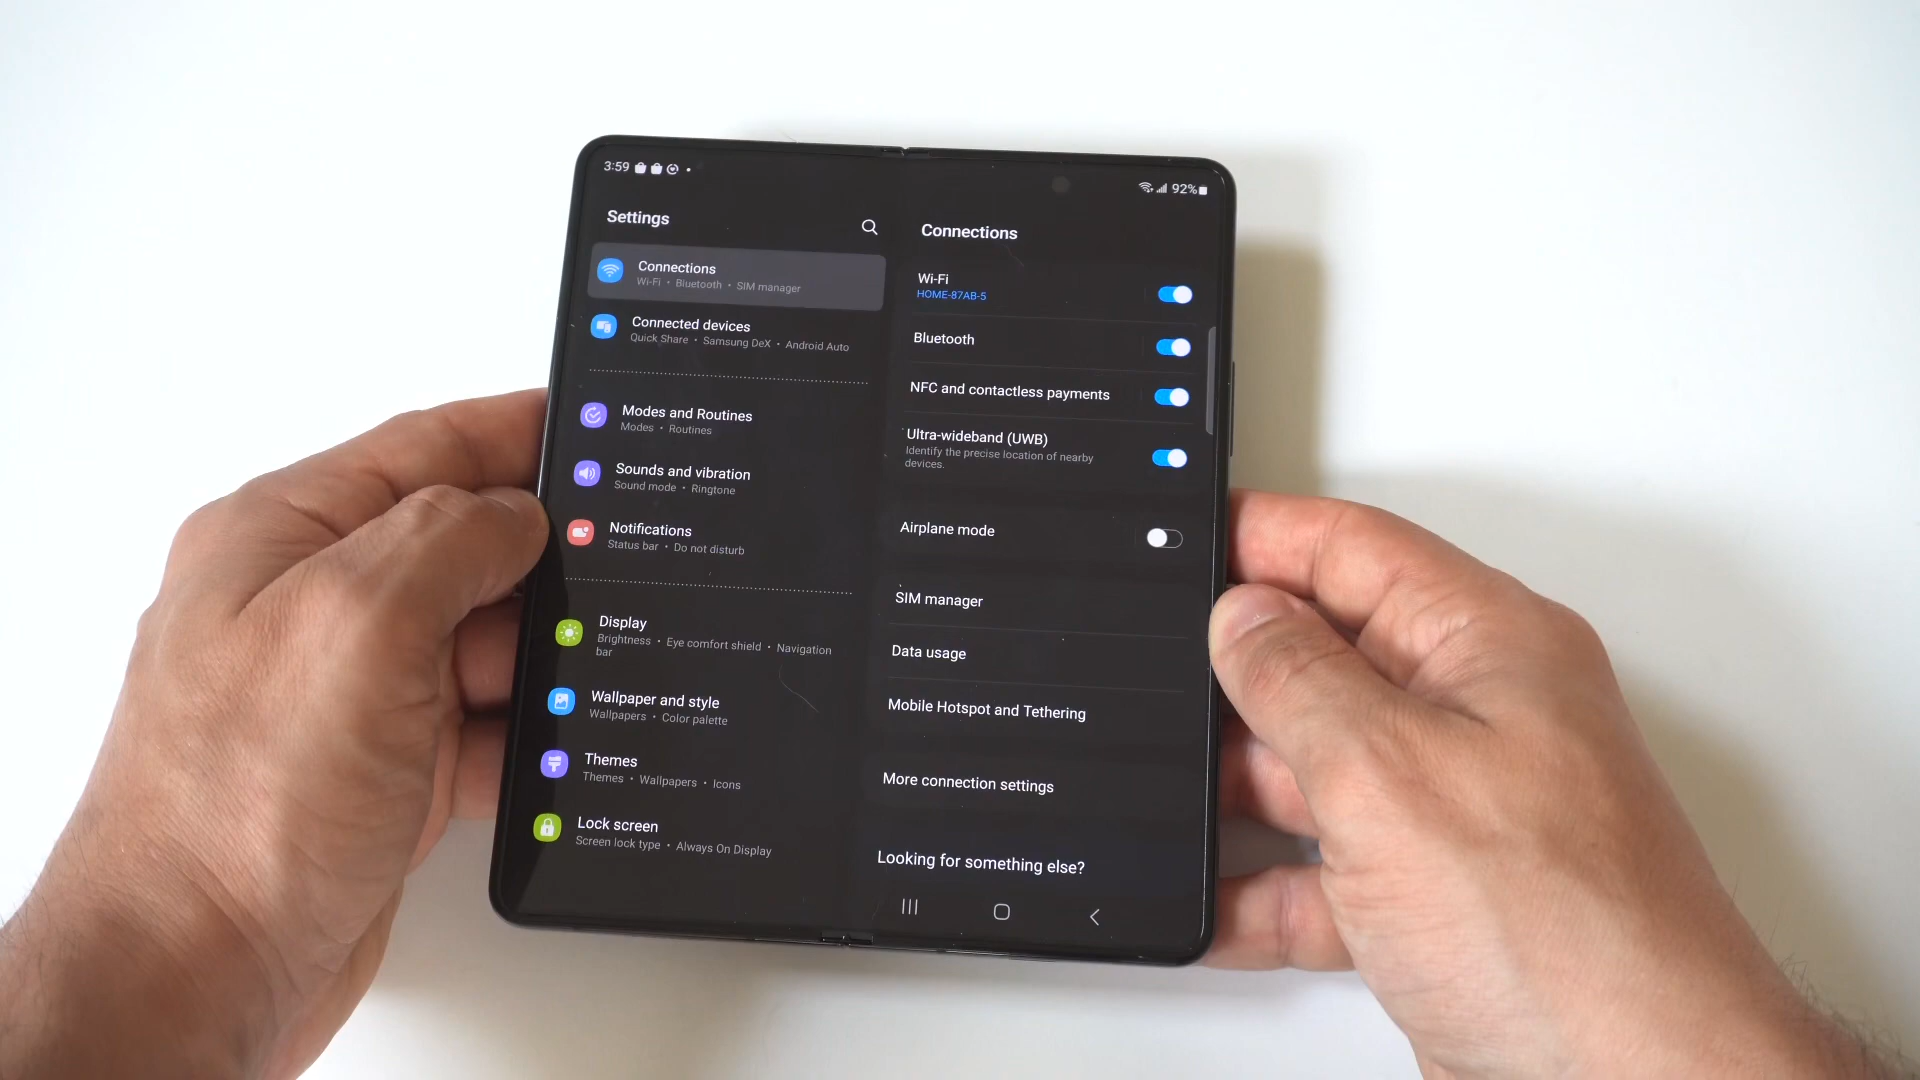 3:59
92%
Settings
Connections
Wi-Fi • Bluetooth • SIM manager
Connected devices
Quick Share • Samsung DeX • Android Auto
Modes and Routines
Modes • Routines
Sounds and vibration
Sound mode • Ringtone
Notifications
Status bar • Do not disturb
Display
Brightness • Eye comfort shield • Navigation
bar
Wallpaper and style
Wallpapers • Color palette
Themes
Themes • Wallpapers • Icons
Lock screen
Screen lock type • Always On Display
Connections
Wi-Fi
HOME-87AB-5
Bluetooth
NFC and contactless payments
Ultra-wideband (UWB)
Identify the precise location of nearby
devices.
Airplane mode
SIM manager
Data usage
Mobile Hotspot and Tethering
More connection settings
Looking for something else?